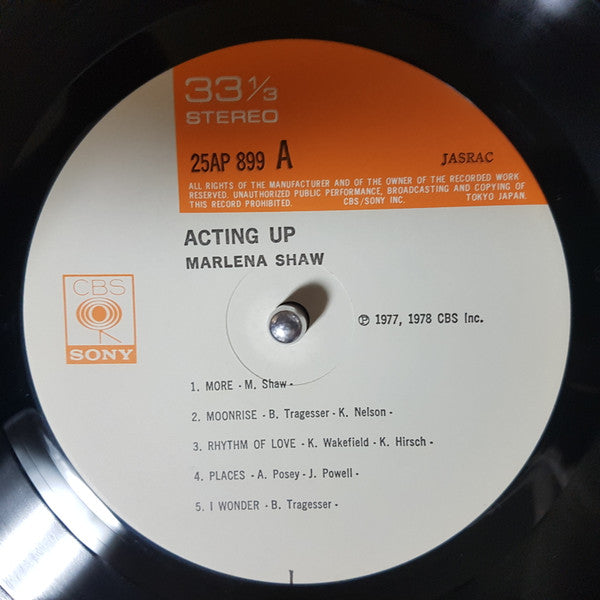 33 1/3
STEREO
25AP 899 A JASRAC
ALL RIGHTS OF THE MANUFACTURER AND OF THE OWNER OF THE RECORDED WORK
RESERVED. UNAUTHORIZED PUBLIC PERFORMANCE, BROADCASTING AND COPYING OF
THIS RECORD PROHIBITED. CBS/SONY INC. TOKYO JAPAN.
ACTING UP
MARLENA SHAW
CBS
SONY
℗ 1977, 1978 CBS Inc.
1. MORE - M. Shaw -
2. MOONRISE - B. Tragesser - K. Nelson -
3. RHYTHM OF LOVE - K. Wakefield - K. Hirsch -
4. PLACES - A. Posey - J. Powell -
5. I WONDER - B. Tragesser -